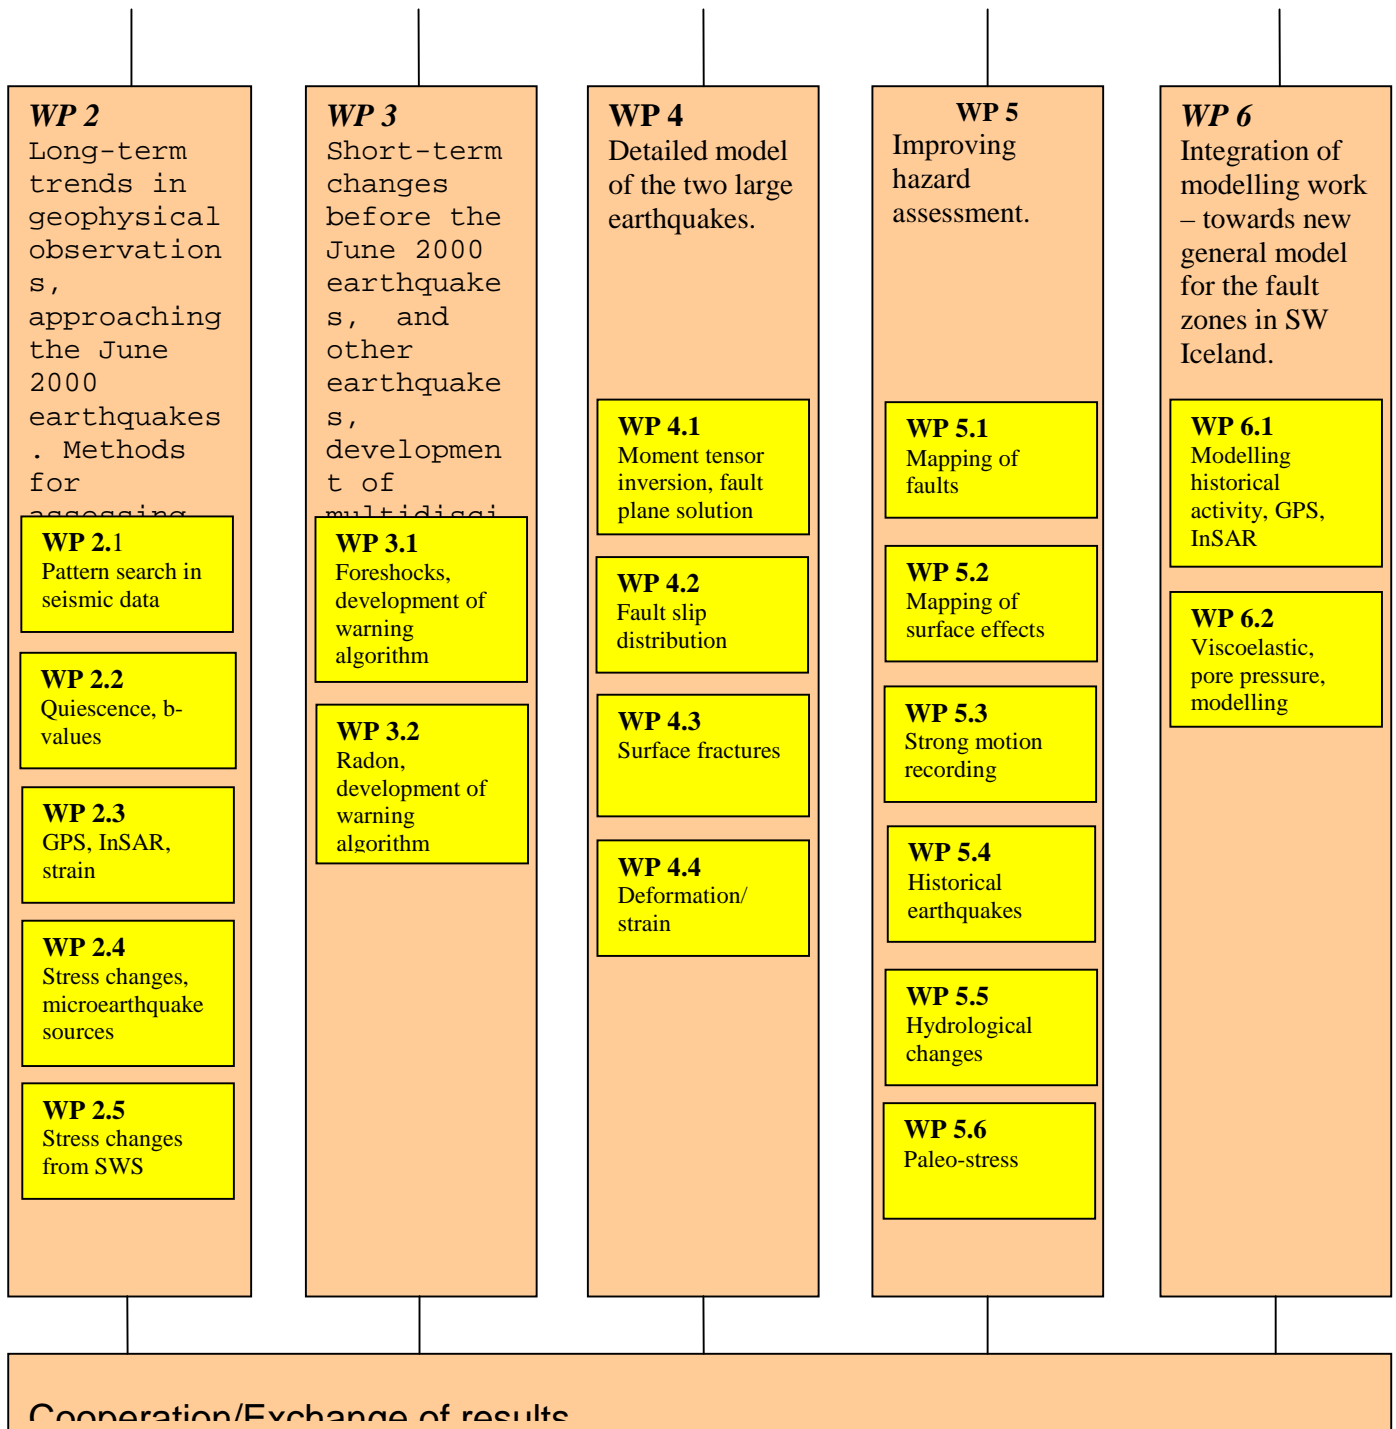 WP 2
Long-term
trends in
geophysical
observation
s,
approaching
the June
2000
earthquakes
. Methods
for
assessing
WP 2.1
Pattern search in
seismic data
WP 2.2
Quiescence, b-
values
WP 2.3
GPS, InSAR,
strain
WP 2.4
Stress changes,
microearthquake
sources
WP 2.5
Stress changes
from SWS
WP 3
Short-term
changes
before the
June 2000
earthquake
s, and
other
earthquake
s,
developmen
t of
multidisci
WP 3.1
Foreshocks,
development of
warning
algorithm
WP 3.2
Radon,
development of
warning
algorithm
WP 4
Detailed model
of the two large
earthquakes.
WP 4.1
Moment tensor
inversion, fault
plane solution
WP 4.2
Fault slip
distribution
WP 4.3
Surface fractures
WP 4.4
Deformation/
strain
WP 5
Improving
hazard
assessment.
WP 5.1
Mapping of
faults
WP 5.2
Mapping of
surface effects
WP 5.3
Strong motion
recording
WP 5.4
Historical
earthquakes
WP 5.5
Hydrological
changes
WP 5.6
Paleo-stress
WP 6
Integration of
modelling work
– towards new
general model
for the fault
zones in SW
Iceland.
WP 6.1
Modelling
historical
activity, GPS,
InSAR
WP 6.2
Viscoelastic,
pore pressure,
modelling
Cooperation/Exchange of results